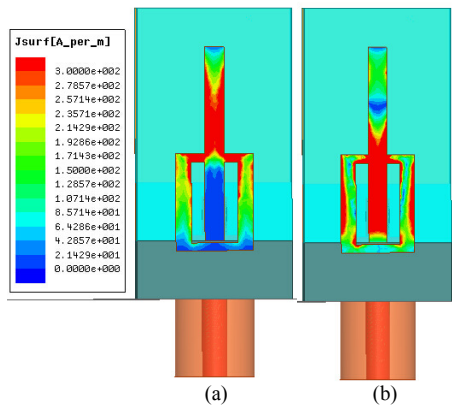 Jsurf[A_per_m]
3.0000e+002
2.7857e+002
2.5714e+002
2.3571e+002
2.1429e+002
1.9286e+002
1.7143e+002
1.5000e+002
1.2857e+002
1.0714e+002
8.5714e+001
6.4286e+001
4.2857e+001
2.1429e+001
0.0000e+000
(a)
(b)